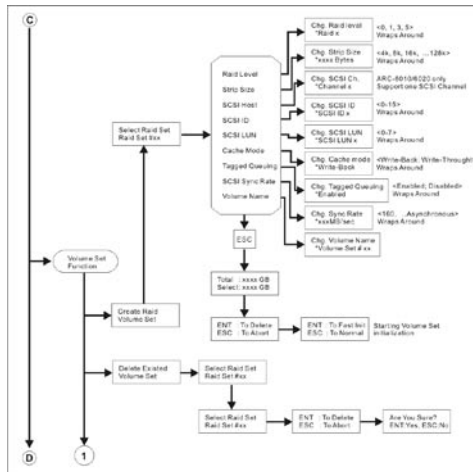 C
Chg. Raid level
*Raid x
<0, 1, 3, 5>
Wraps Around
Chg. Strip Size
*xxxx Bytes
<4k, 8k, 16k, ...128k>
Wraps Around
Chg. SCSI Ch.
*Channel x
ARC-6010/6020 only
Support one SCSI Channel
Chg. SCSI ID
*SCSI ID x
<0-15>
Wraps Around
Chg. SCSI LUN
*SCSI LUN x
<0-7>
Wraps Around
Chg. Cache mode
*Write-Back
<Write-Back, Write-Throught>
Wraps Around
Chg. Tagged Queuing
*Enabled
<Enabled; Disabled>
Wraps Around
Chg. Sync Rate
*xxxMS/sec
<160, ...Asynchronous>
Wraps Around
Chg. Volume Name
*Volume Set # xx
Raid Level
Strip Size
SCSI Host
SCSI ID
SCSI LUN
Cache Mode
Tagged Queuing
SCSI Sync Rate
Volume Name
Select Raid Set
Raid Set #xx
ESC
Volume Set
Function
Total : xxxx GB
Select: xxxx GB
Create Raid
Volume Set
ENT : To Delete
ESC : To Abort
ENT : To Fast Init
ESC : To Normal
Starting Volume Set
initialization
Delete Existed
Volume Set
Select Raid Set
Raid Set #xx
Select Raid Set
Raid Set #xx
ENT : To Delete
ESC : To Abort
Are You Sure?
ENT:Yes, ESC:No
D
1